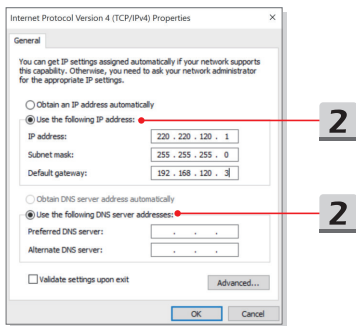 Internet Protocol Version 4 (TCP/IPv4) Properties
General
You can get IP settings assigned automatically if your network supports
this capability. Otherwise, you need to ask your network administrator
for the appropriate IP settings.
Obtain an IP address automatically
Use the following IP address:
2
IP address: 220 . 220 . 120 . 1
Subnet mask: 255 . 255 . 255 . 0
Default gateway: 192 . 168 . 120 . 3
Obtain DNS server address automatically
Use the following DNS server addresses:
2
Preferred DNS server: . . .
Alternate DNS server: . . .
Validate settings upon exit
Advanced...
OK Cancel